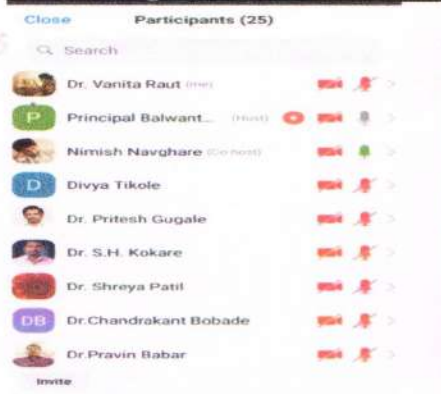 Close Participants (25)
Search
Dr. Vanita Raut (me)
P Principal Balwant... (Host)
Nimish Navghare (Co-host)
D Divya Tikole
Dr. Pritesh Gugale
Dr. S.H. Kokare
Dr. Shreya Patil
DB Dr.Chandrakant Bobade
Dr.Pravin Babar
Invite